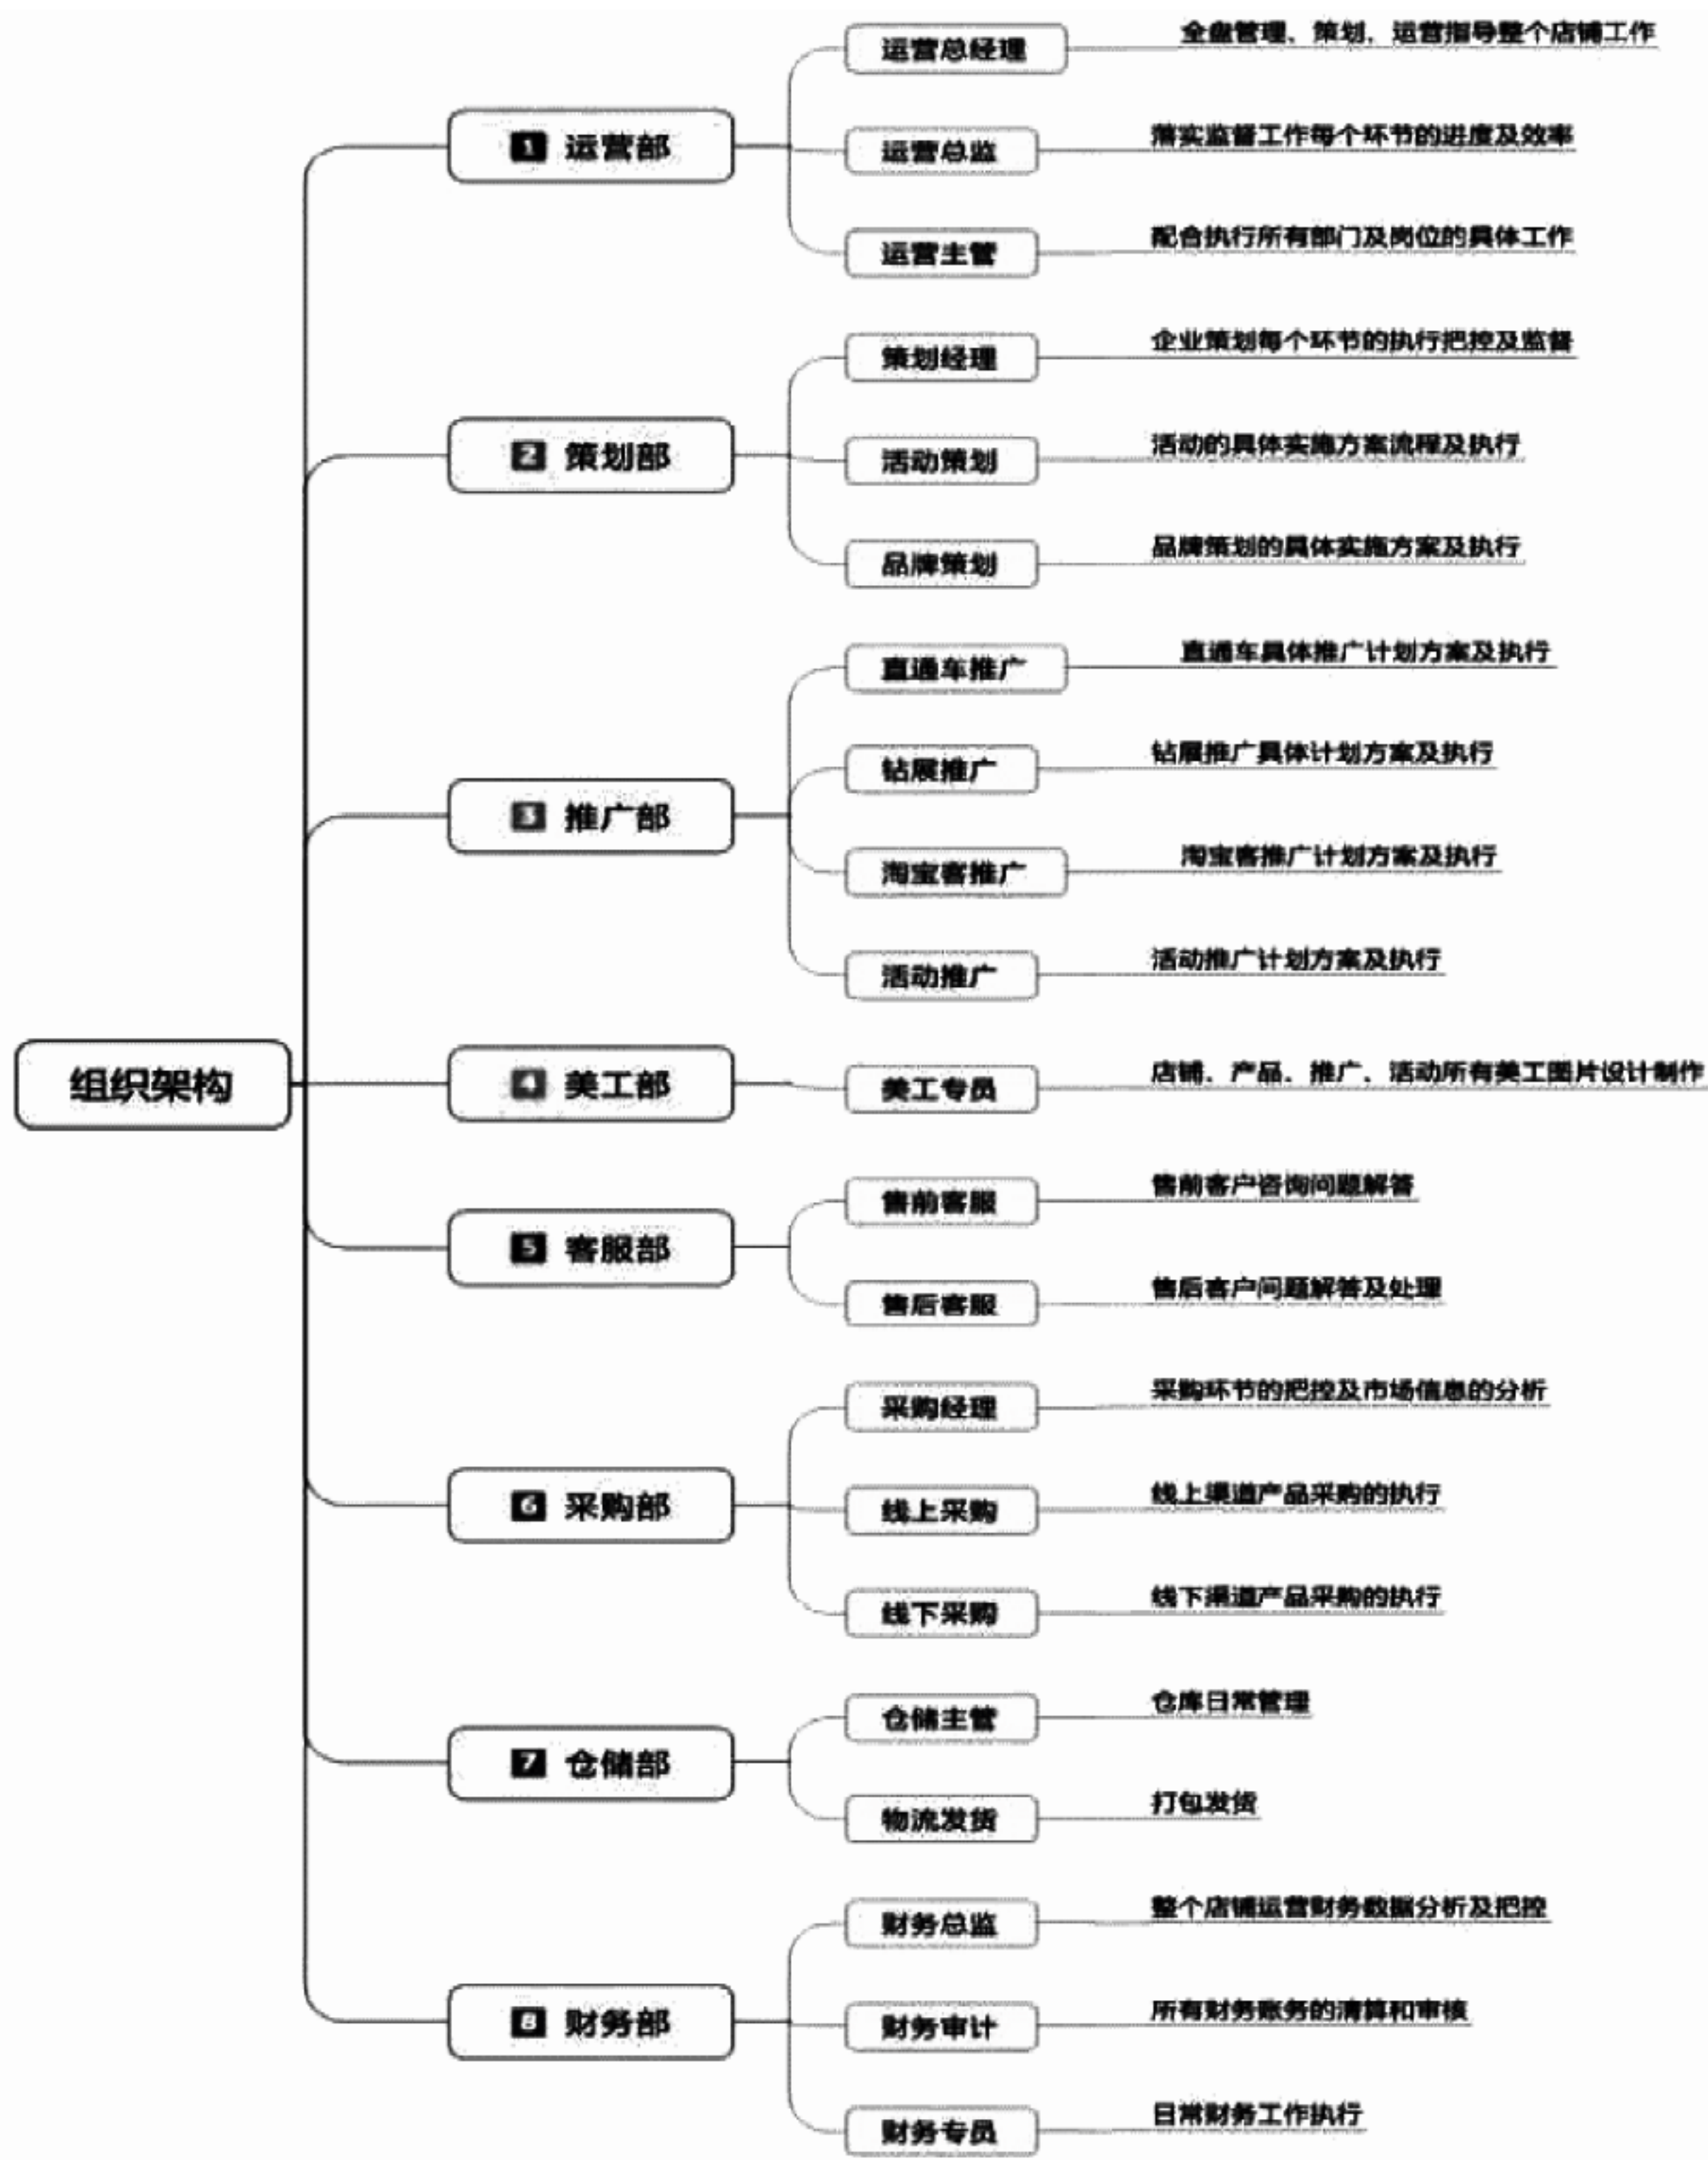 组织架构
1 运营部
运营总经理
全盘管理、策划、运营指导整个店铺工作
运营总监
落实监督工作每个环节的进度及效率
运营主管
配合执行所有部门及岗位的具体工作
2 策划部
策划经理
企业策划每个环节的执行把控及监督
活动策划
活动的具体实施方案流程及执行
品牌策划
品牌策划的具体实施方案及执行
3 推广部
直通车推广
直通车具体推广计划方案及执行
钻展推广
钻展推广具体计划方案及执行
淘宝客推广
淘宝客推广计划方案及执行
活动推广
活动推广计划方案及执行
4 美工部
美工专员
店铺、产品、推广、活动所有美工图片设计制作
5 客服部
售前客服
售前客户咨询问题解答
售后客服
售后客户问题解答及处理
6 采购部
采购经理
采购环节的把控及市场信息的分析
线上采购
线上渠道产品采购的执行
线下采购
线下渠道产品采购的执行
7 仓储部
仓储主管
仓库日常管理
物流发货
打包发货
8 财务部
财务总监
整个店铺运营财务数据分析及把控
财务审计
所有财务账务的清算和审核
财务专员
日常财务工作执行